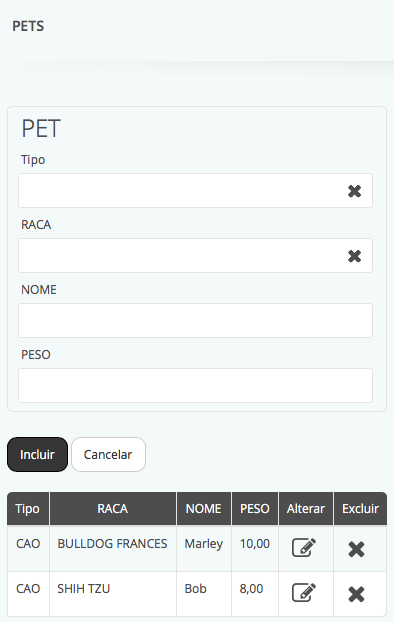 PETS
PET
Tipo
RACA
NOME
PESO
Incluir Cancelar
Tipo RACA NOME PESO Alterar Excluir
CAO BULLDOG FRANCES Marley 10,00
CAO SHIH TZU Bob 8,00